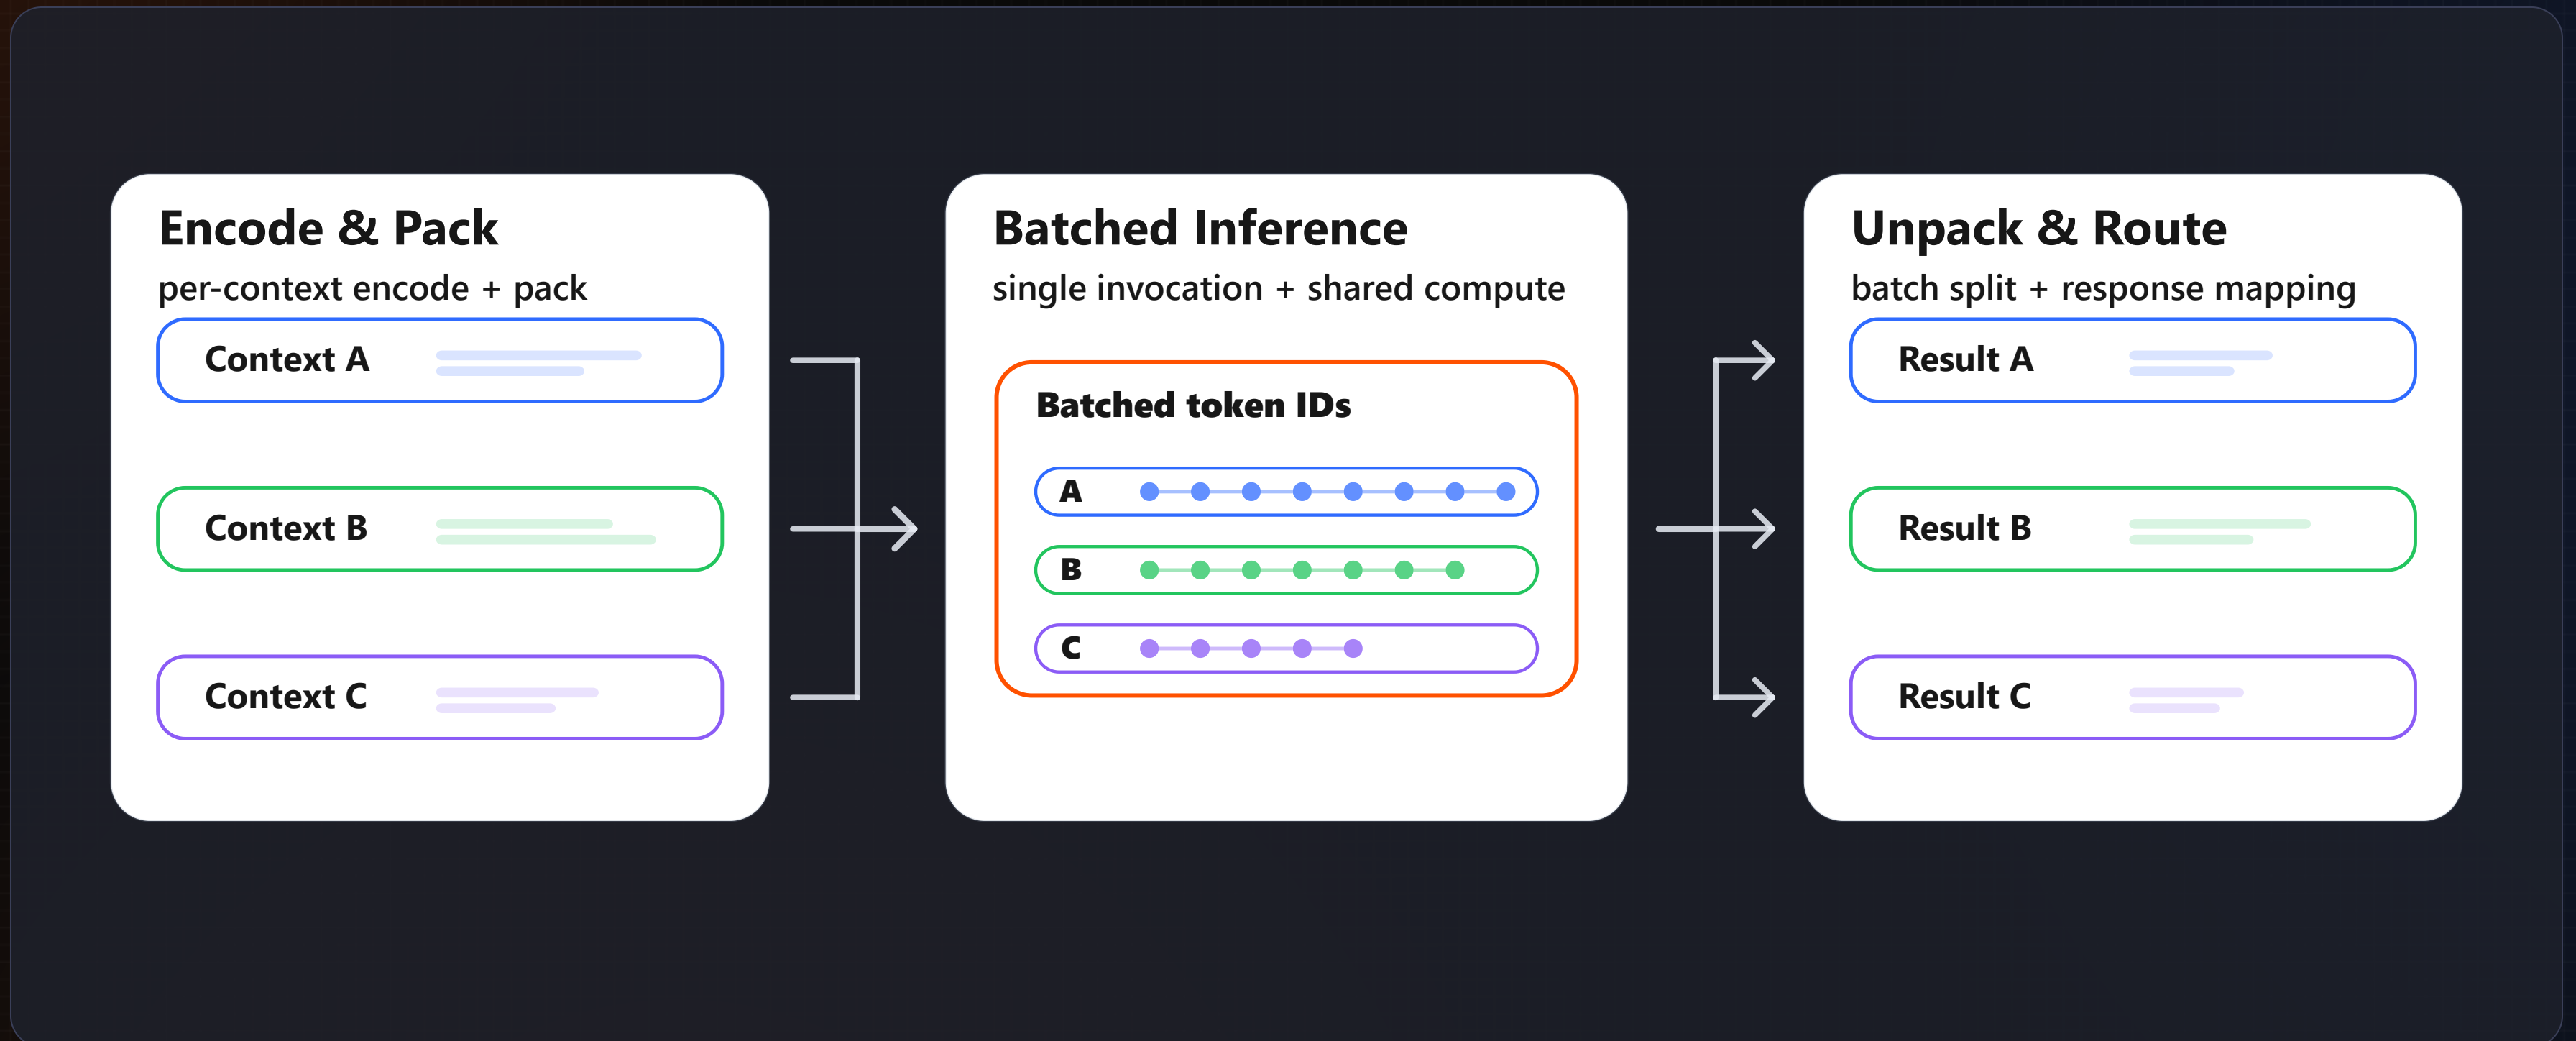 Encode & Pack
per-context encode + pack
Context A
Context B
Context C
Batched Inference
single invocation + shared compute
Batched token IDs
A
B
C
Unpack & Route
batch split + response mapping
Result A
Result B
Result C